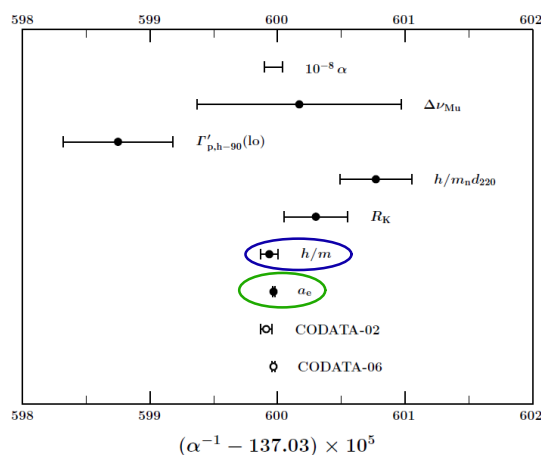 598 599 600 601 602
10⁻⁸ α
Δν_Mu
Γ′_p,h−90(lo)
h/m_n d_220
R_K
h/m
a_e
CODATA-02
CODATA-06
598 599 600 601 602
(α⁻¹ − 137.03) × 10⁵